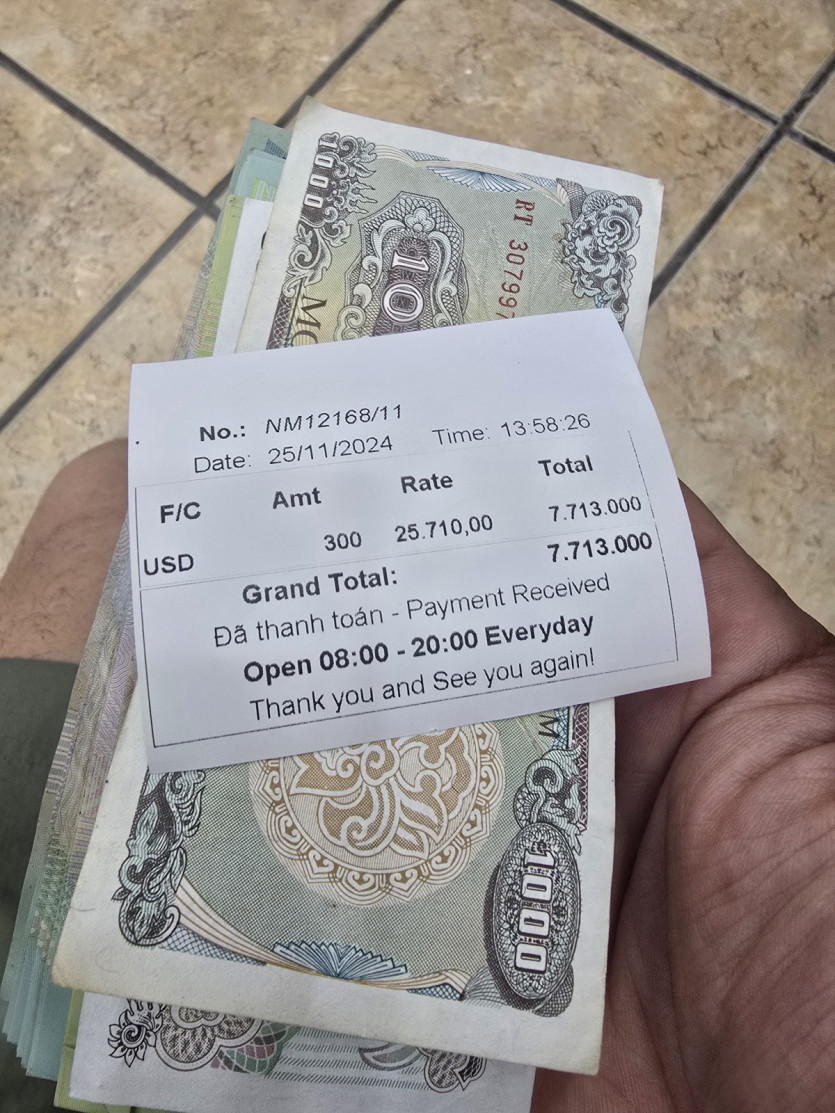 1000
RT 307997
No.: NM12168/11
Date: 25/11/2024 Time: 13:58:26
F/C Amt Rate Total
USD 300 25.710,00 7.713.000
Grand Total: 7.713.000
Đã thanh toán - Payment Received
Open 08:00 - 20:00 Everyday
Thank you and See you again!
1000